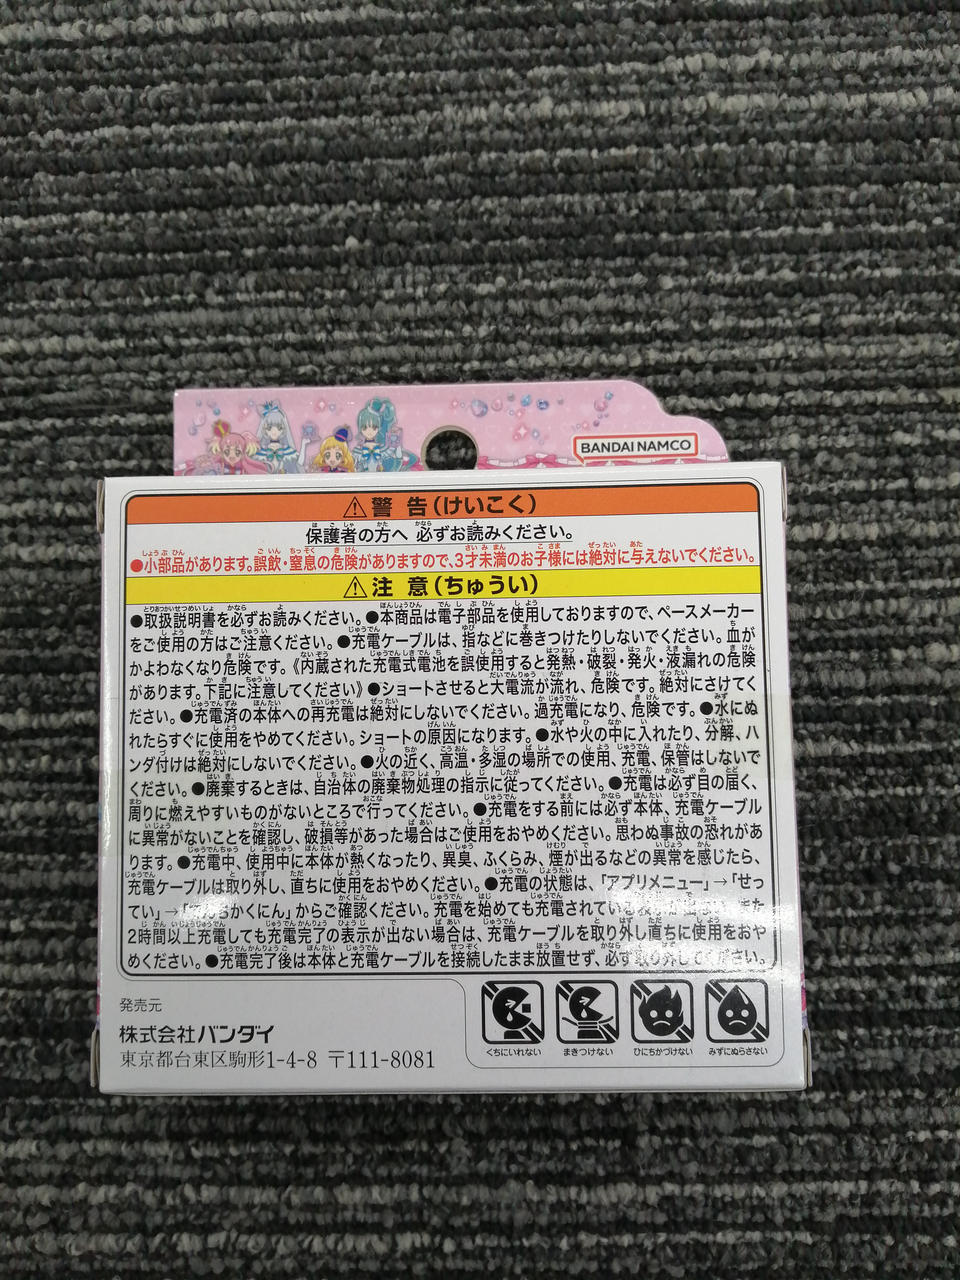 BANDAI NAMCO
⚠警 告(けいこく)
保護者の方へ 必ずお読みください。
●小部品があります。誤飲・窒息の危険がありますので、3才未満のお子様には絶対に与えないでください。
⚠注 意(ちゅうい)
●取扱説明書を必ずお読みください。●本商品は電子部品を使用しておりますので、ペースメーカー
をご使用の方はご注意ください。●充電ケーブルは、指などに巻きつけたりしないでください。血が
かよわなくなり危険です。《内蔵された充電式電池を誤使用すると発熱・破裂・発火・液漏れの危険
があります。下記に注意してください》●ショートさせると大電流が流れ、危険です。絶対にさけてく
ださい。●充電済の本体への再充電は絶対にしないでください。過充電になり、危険です。●水にぬ
れたらすぐに使用をやめてください。ショートの原因になります。●水や火の中に入れたり、分解、ハ
ンダ付けは絶対にしないでください。●火の近く、高温・多湿の場所での使用、充電、保管はしないで
ください。●廃棄するときは、自治体の廃棄物処理の指示に従ってください。●充電は必ず目の届く、
周りに燃えやすいものがないところで行ってください。●充電をする前には必ず本体、充電ケーブル
に異常がないことを確認し、破損等があった場合はご使用をおやめください。思わぬ事故の恐れがあ
ります。●充電中、使用中に本体が熱くなったり、異臭、ふくらみ、煙が出るなどの異常を感じたら、
充電ケーブルは取り外し、直ちに使用をおやめください。●充電の状態は、「アプリメニュー」→「せっ
てい」→「でんちかくにん」からご確認ください。充電を始めても充電されている表示が出ない、また
2時間以上充電しても充電完了の表示が出ない場合は、充電ケーブルを取り外し直ちに使用をおや
めください。●充電完了後は本体と充電ケーブルを接続したまま放置せず、必ず取り外してください。
くちにいれない まきつけない ひにちかづけない みずにぬらさない
発売元
株式会社バンダイ
東京都台東区駒形1-4-8 〒111-8081